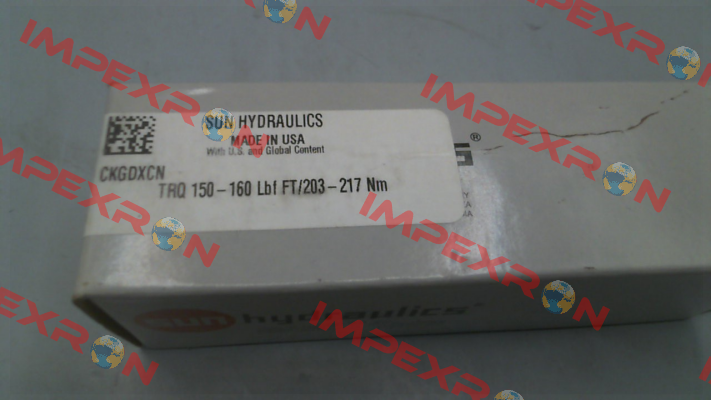 SUN HYDRAULICS
MADE IN USA
With U.S. and Global Content
CKGDXCN
TRQ 150-160 Lbf FT/203-217 Nm
®
sun hydraulics
IMPEXRON
IMPEXRON
IMPEXRON
IMPEXRON
IMPEXRON
IMPEXRON